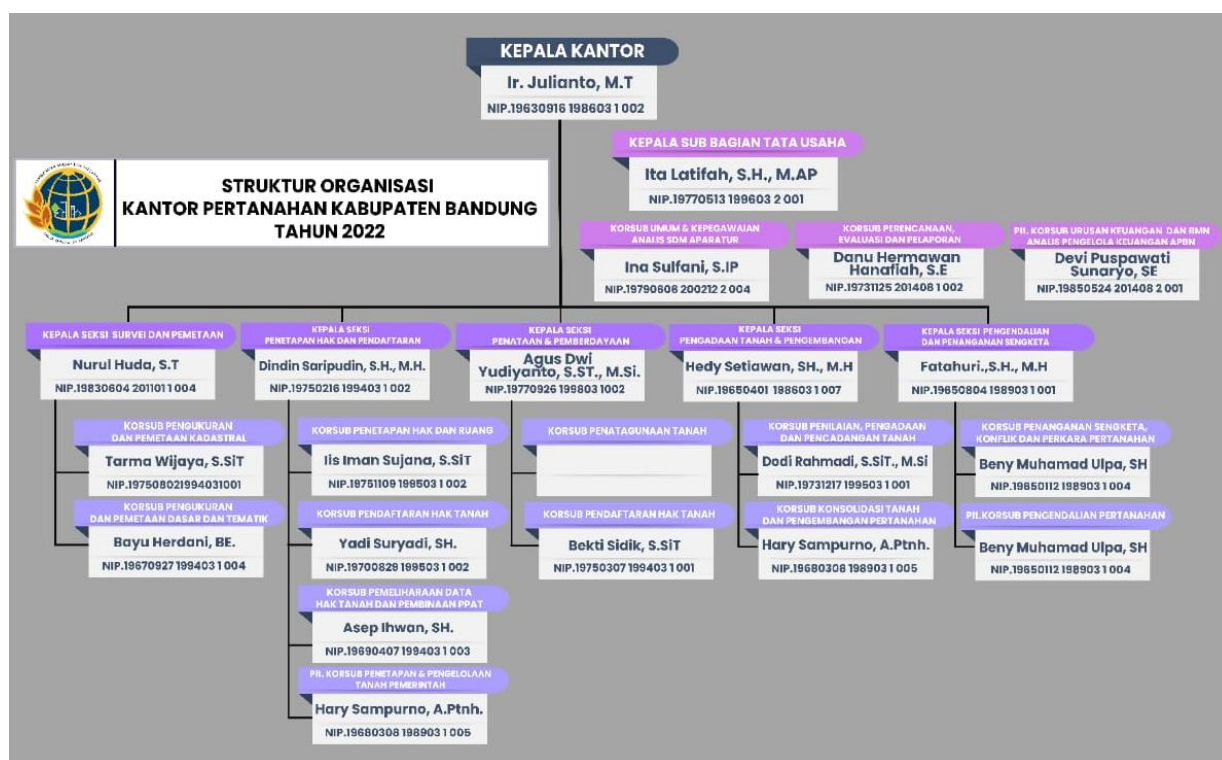 KEPALA KANTOR
Ir. Julianto, M.T
NIP.19630916 198603 1 002
KEPALA SUB BAGIAN TATA USAHA
Ita Latifah, S.H., M.AP
NIP.19770513 199603 2 001
STRUKTUR ORGANISASI
KANTOR PERTANAHAN KABUPATEN BANDUNG
TAHUN 2022
KORSUB UMUM & KEPEGAWAIAN
ANALIS SDM APARATUR
Ina Sulfani, S.IP
NIP.19790606 200212 2 004
KORSUB PERENCANAAN,
EVALUASI DAN PELAPORAN
Danu Hermawan
Hanafiah, S.E
NIP.19731125 201408 1 002
Plt. KORSUB URUSAN KEUANGAN DAN BMN
ANALIS PENGELOLA KEUANGAN APBN
Devi Puspawati
Sunaryo, SE
NIP.19850524 201408 2 001
KEPALA SEKSI SURVEI DAN PEMETAAN
Nurul Huda, S.T
NIP.19830604 201101 1 004
KEPALA SEKSI
PENETAPAN HAK DAN PENDAFTARAN
Dindin Saripudin, S.H., M.H.
NIP.19750216 199403 1 002
KEPALA SEKSI
PENATAAN & PEMBERDAYAAN
Agus Dwi
Yudiyanto, S.ST., M.Si.
NIP.19770926 199803 1002
KEPALA SEKSI
PENGADAAN TANAH & PENGEMBANGAN
Hedy Setiawan, SH., M.H
NIP.19650401 198603 1 007
KEPALA SEKSI PENGENDALIAN
DAN PENANGANAN SENGKETA
Fatahuri.,S.H., M.H
NIP.19650804 198903 1 001
KORSUB PENGUKURAN
DAN PEMETAAN KADASTRAL
Tarma Wijaya, S.SiT
NIP.197508021994031001
KORSUB PENGUKURAN
DAN PEMETAAN DASAR DAN TEMATIK
Bayu Herdani, BE.
NIP.19670927 199403 1 004
KORSUB PENETAPAN HAK DAN RUANG
Iis Iman Sujana, S.SiT
NIP.19751109 199503 1 002
KORSUB PENDAFTARAN HAK TANAH
Yadi Suryadi, SH.
NIP.19700829 199503 1 002
KORSUB PEMELIHARAAN DATA
HAK TANAH DAN PEMBINAAN PPAT
Asep Ihwan, SH.
NIP.19690407 199403 1 003
Plt. KORSUB PENETAPAN & PENGELOLAAN
TANAH PEMERINTAH
Hary Sampurno, A.Ptnh.
NIP.19680308 198903 1 005
KORSUB PENATAGUNAAN TANAH
KORSUB PENDAFTARAN HAK TANAH
Bekti Sidik, S.SiT
NIP.19750307 199403 1 001
KORSUB PENILAIAN, PENGADAAN
DAN PENCADANGAN TANAH
Dodi Rahmadi, S.SiT., M.Si
NIP.19731217 199503 1 001
KORSUB KONSOLIDASI TANAH
DAN PENGEMBANGAN PERTANAHAN
Hary Sampurno, A.Ptnh.
NIP.19680308 198903 1 005
KORSUB PENANGANAN SENGKETA,
KONFLIK DAN PERKARA PERTANAHAN
Beny Muhamad Ulpa, SH
NIP.19650112 198903 1 004
Plt.KORSUB PENGENDALIAN PERTANAHAN
Beny Muhamad Ulpa, SH
NIP.19650112 198903 1 004